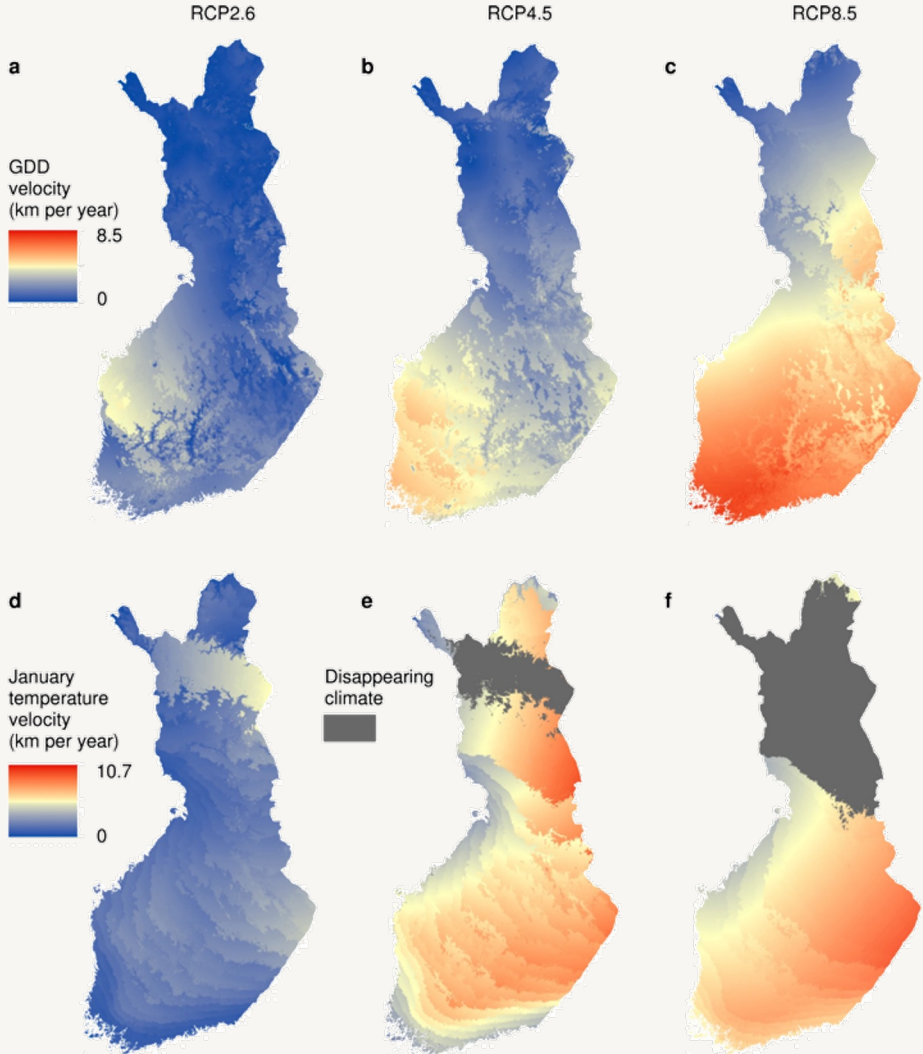 RCP2.6
RCP4.5
RCP8.5
a
b
c
GDD
velocity
(km per year)
8.5
0
d
e
f
January
temperature
velocity
(km per year)
10.7
0
Disappearing
climate